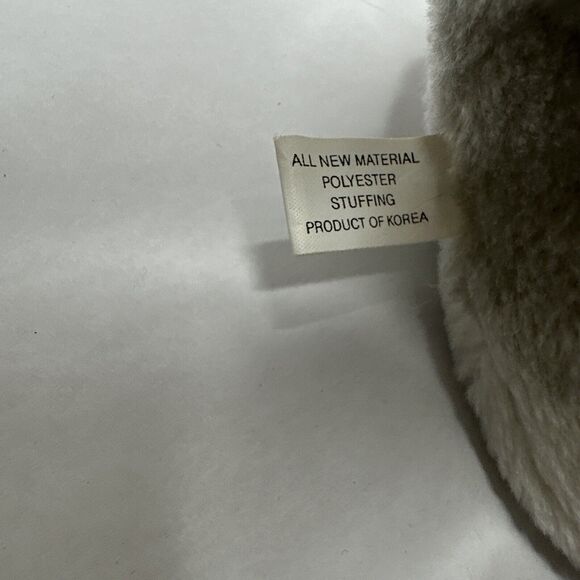 ALL NEW MATERIAL
POLYESTER
STUFFING
PRODUCT OF KOREA